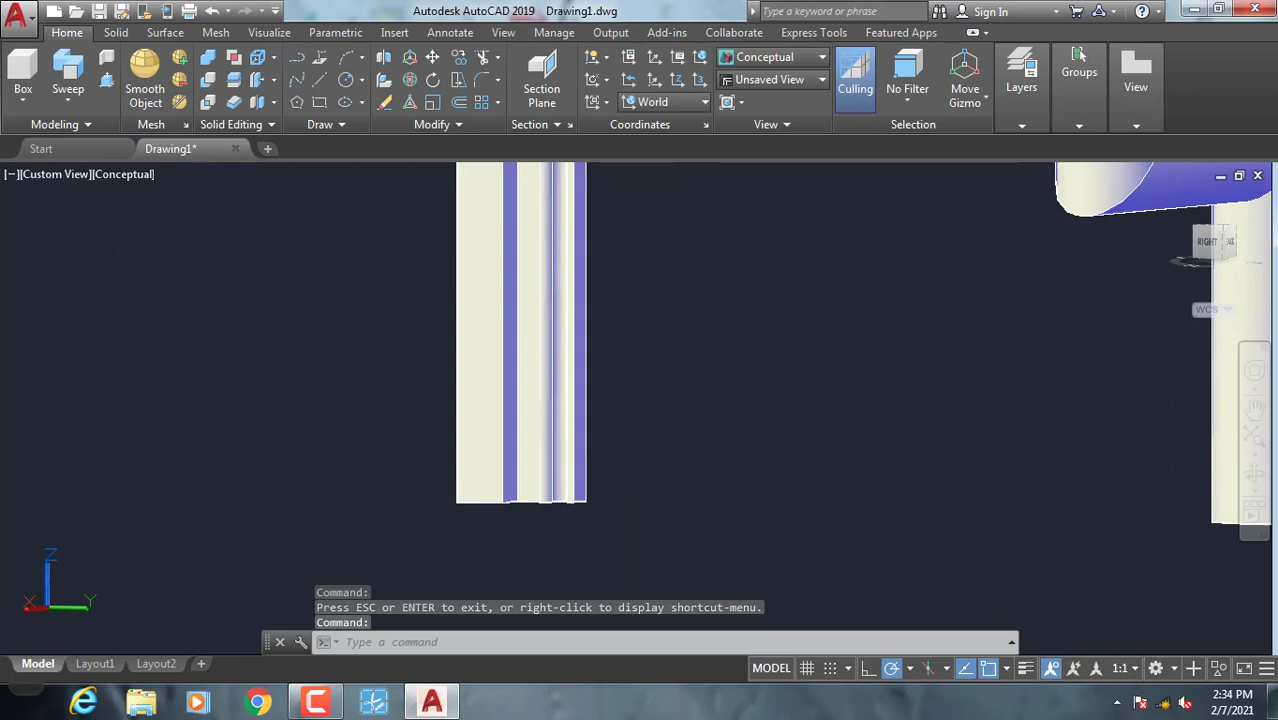 Autodesk AutoCAD 2019 Drawing1.dwg
Type a keyword or phrase
Sign In
Home Solid Surface Mesh Visualize Parametric Insert Annotate View Manage Output Add-ins Collaborate Express Tools Featured Apps
Box
Sweep
Smooth
Object
Section
Plane
Conceptual
Unsaved View
World
Culling
No Filter
Move
Gizmo
Layers
Groups
View
Modeling
Mesh
Solid Editing
Draw
Modify
Section
Coordinates
View
Selection
Start
Drawing1*
[−][Custom View][Conceptual]
RIGHT
WCS
Z
X
Y
Command:
Press ESC or ENTER to exit, or right-click to display shortcut-menu.
Command:
Type a command
Model Layout1 Layout2
MODEL
1:1
2:34 PM
2/7/2021